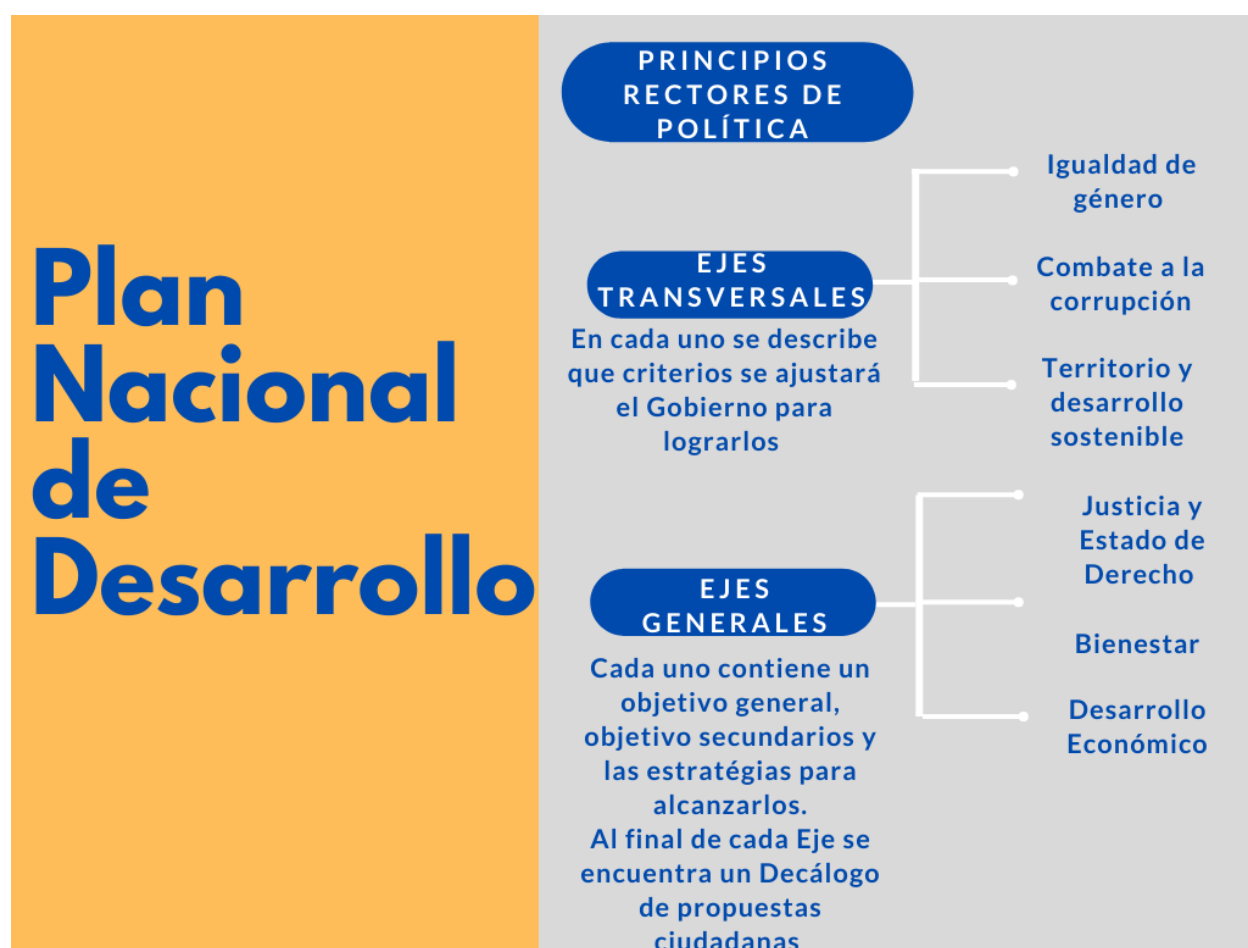 Plan
Nacional
de
Desarrollo
PRINCIPIOS
RECTORES DE
POLÍTICA
EJES
TRANSVERSALES
En cada uno se describe
que criterios se ajustará
el Gobierno para
lograrlos
Igualdad de
género
Combate a la
corrupción
Territorio y
desarrollo
sostenible
EJES
GENERALES
Cada uno contiene un
objetivo general,
objetivo secundarios y
las estratégias para
alcanzarlos.
Al final de cada Eje se
encuentra un Decálogo
de propuestas
ciudadanas
Justicia y
Estado de
Derecho
Bienestar
Desarrollo
Económico